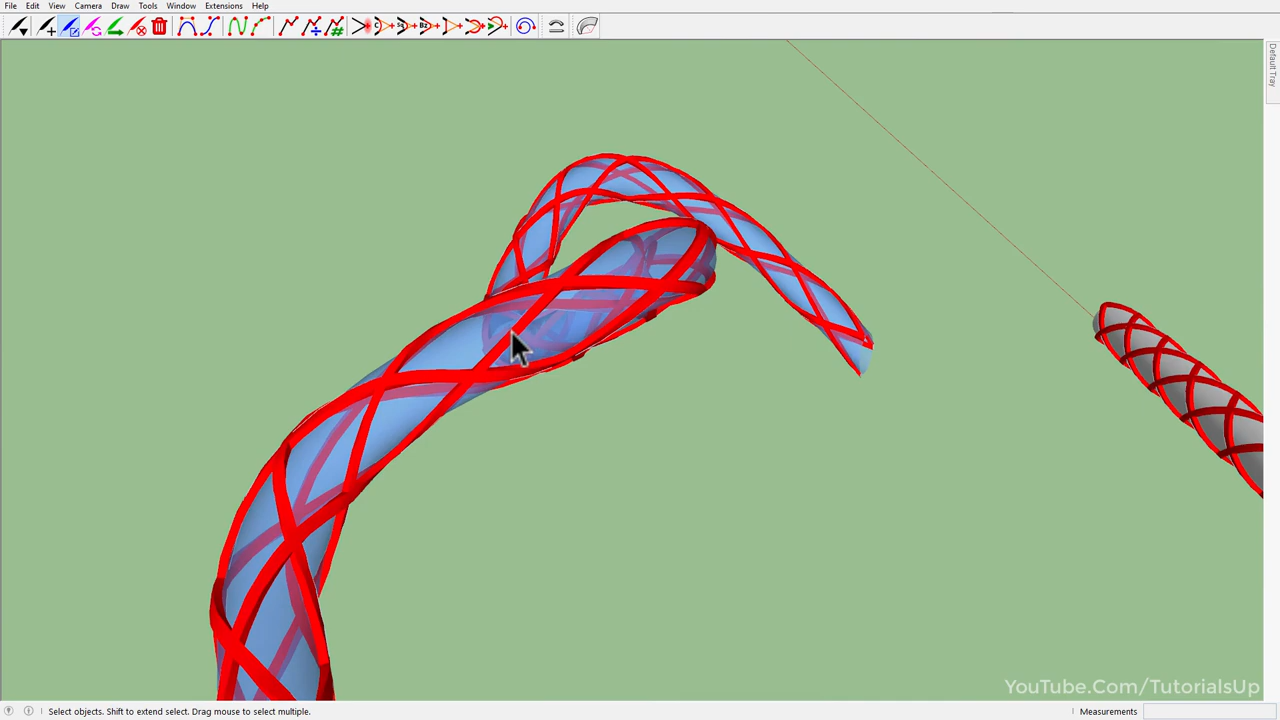 File Edit View Camera Draw Tools Window Extensions Help
Default Tray
YouTube.Com/TutorialsUp
Select objects. Shift to extend select. Drag mouse to select multiple.
Measurements